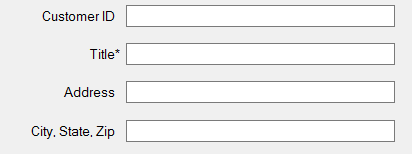 Customer ID
Title*
Address
City, State, Zip